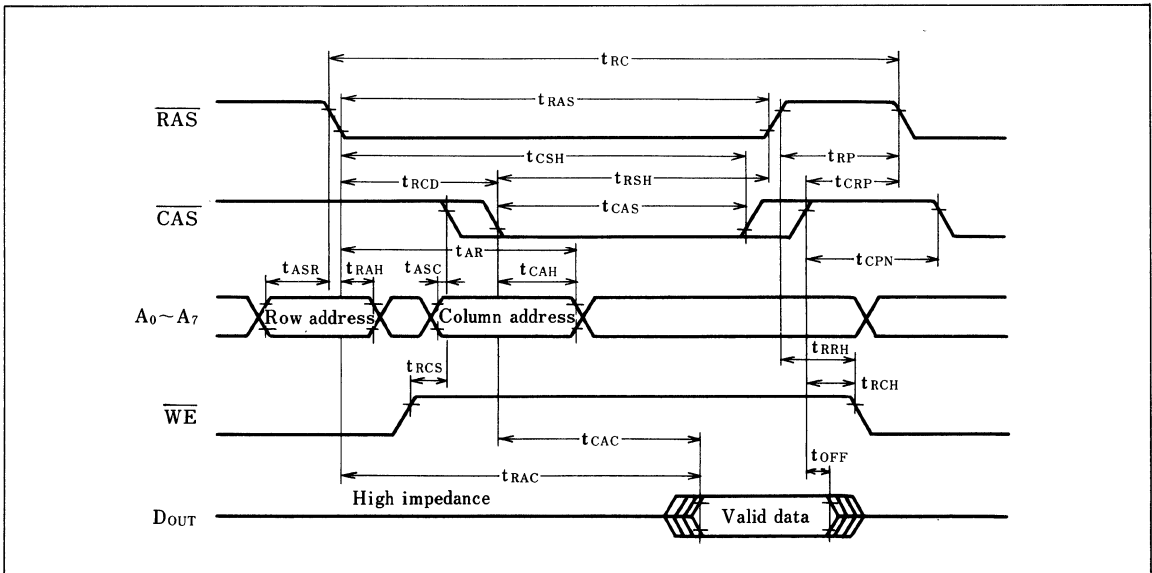 tRC
RAS
tRAS
tCSH
tRP
tRCD
tRSH
tCRP
CAS
tCAS
tAR
tCPN
tASR
tRAH
tASC
tCAH
A0~A7
Row address
Column address
tRRH
tRCS
tRCH
WE
tCAC
tOFF
tRAC
High impedance
DOUT
Valid data